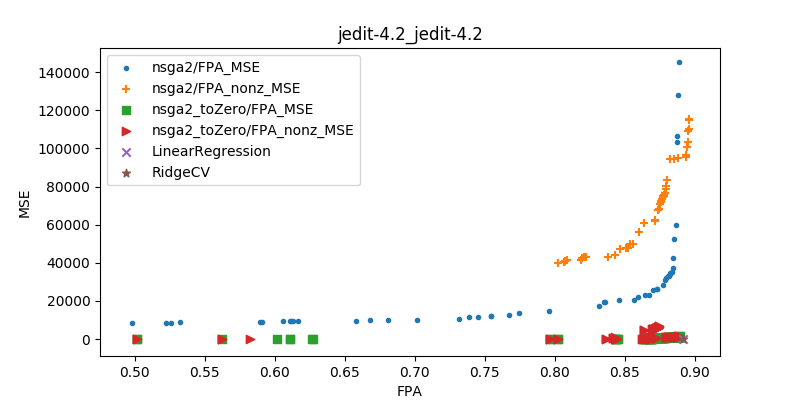 jedit-4.2_jedit-4.2
nsga2/FPA_MSE
nsga2/FPA_nonz_MSE
nsga2_toZero/FPA_MSE
nsga2_toZero/FPA_nonz_MSE
LinearRegression
RidgeCV
MSE
140000
120000
100000
80000
60000
40000
20000
0
0.50 0.55 0.60 0.65 0.70 0.75 0.80 0.85 0.90
FPA